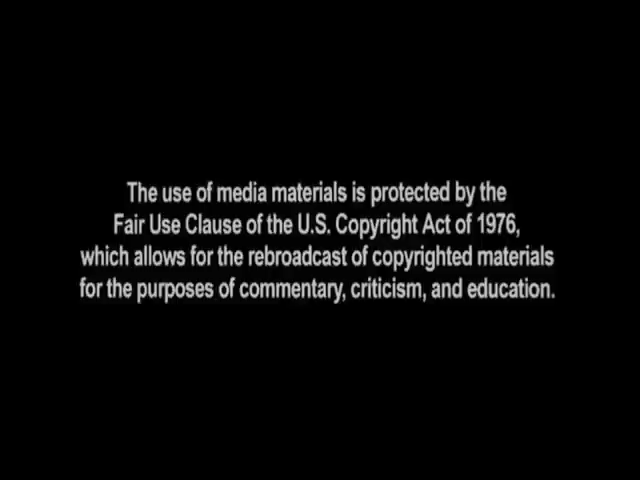 The use of media materials is protected by the
Fair Use Clause of the U.S. Copyright Act of 1976,
which allows for the rebroadcast of copyrighted materials
for the purposes of commentary, criticism, and education.